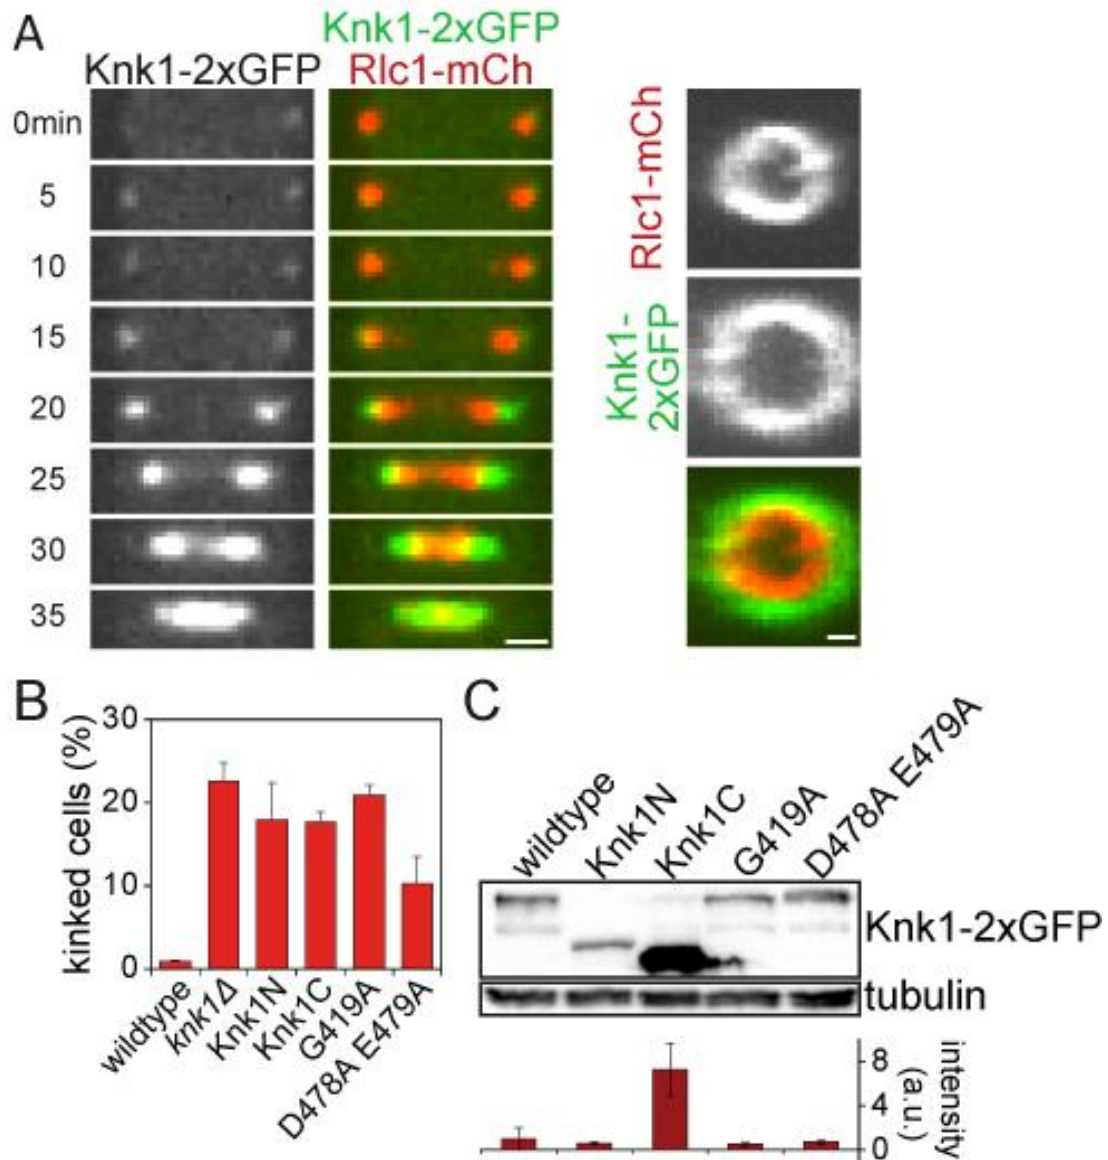 A
Knk1-2xGFP
Knk1-2xGFP
Rlc1-mCh
0min
5
10
15
20
25
30
35
Rlc1-mCh
Knk1-
2xGFP
B
kinked cells (%)
30
20
10
0
wildtype
knk1Δ
Knk1N
Knk1C
G419A
D478A E479A
C
wildtype
Knk1N
Knk1C
G419A
D478A E479A
Knk1-2xGFP
tubulin
8
4
0
intensity
(a.u.)